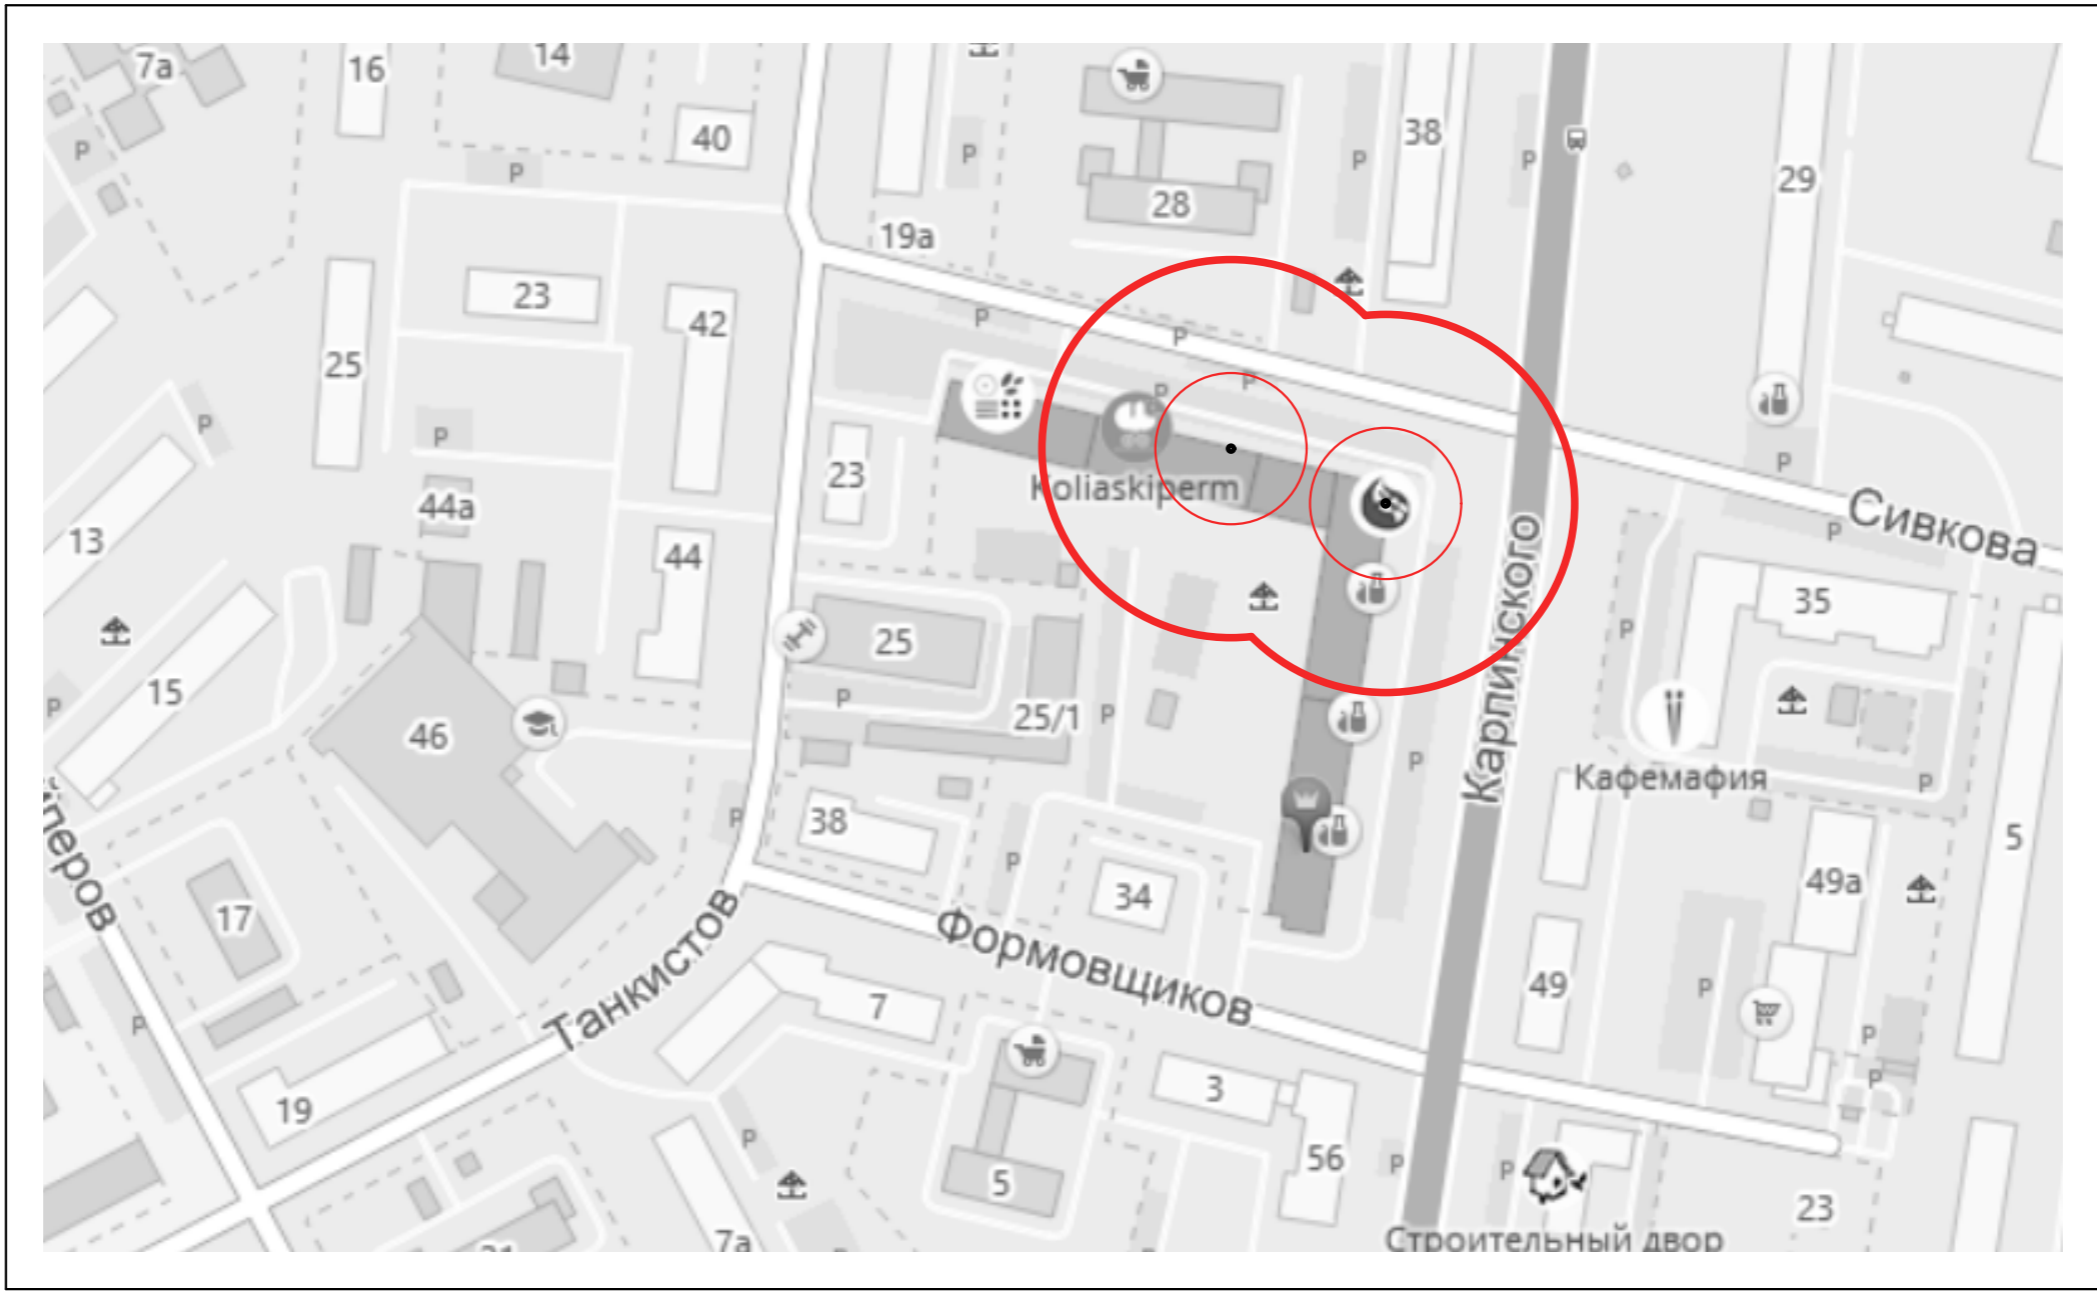 7а
16
14
40
Р
Р
Р
38
Р
Р
29
28
19а
23
42
25
Р
Р
Р
Р
Р
Р
Р
Р
23
Koliaskiperm
44а
13
44
Сивкова
Р
35
25
Р
15
Р
Р
46
25/1
Р
Р
Карпинского
Кафемафия
Р
38
Р
Р
34
49а
5
17
Формовщиков
Танкистов
7
49
Р
Р
Р
Р
19
3
56
Р
Р
Р
5
23
7а
Строительный двор